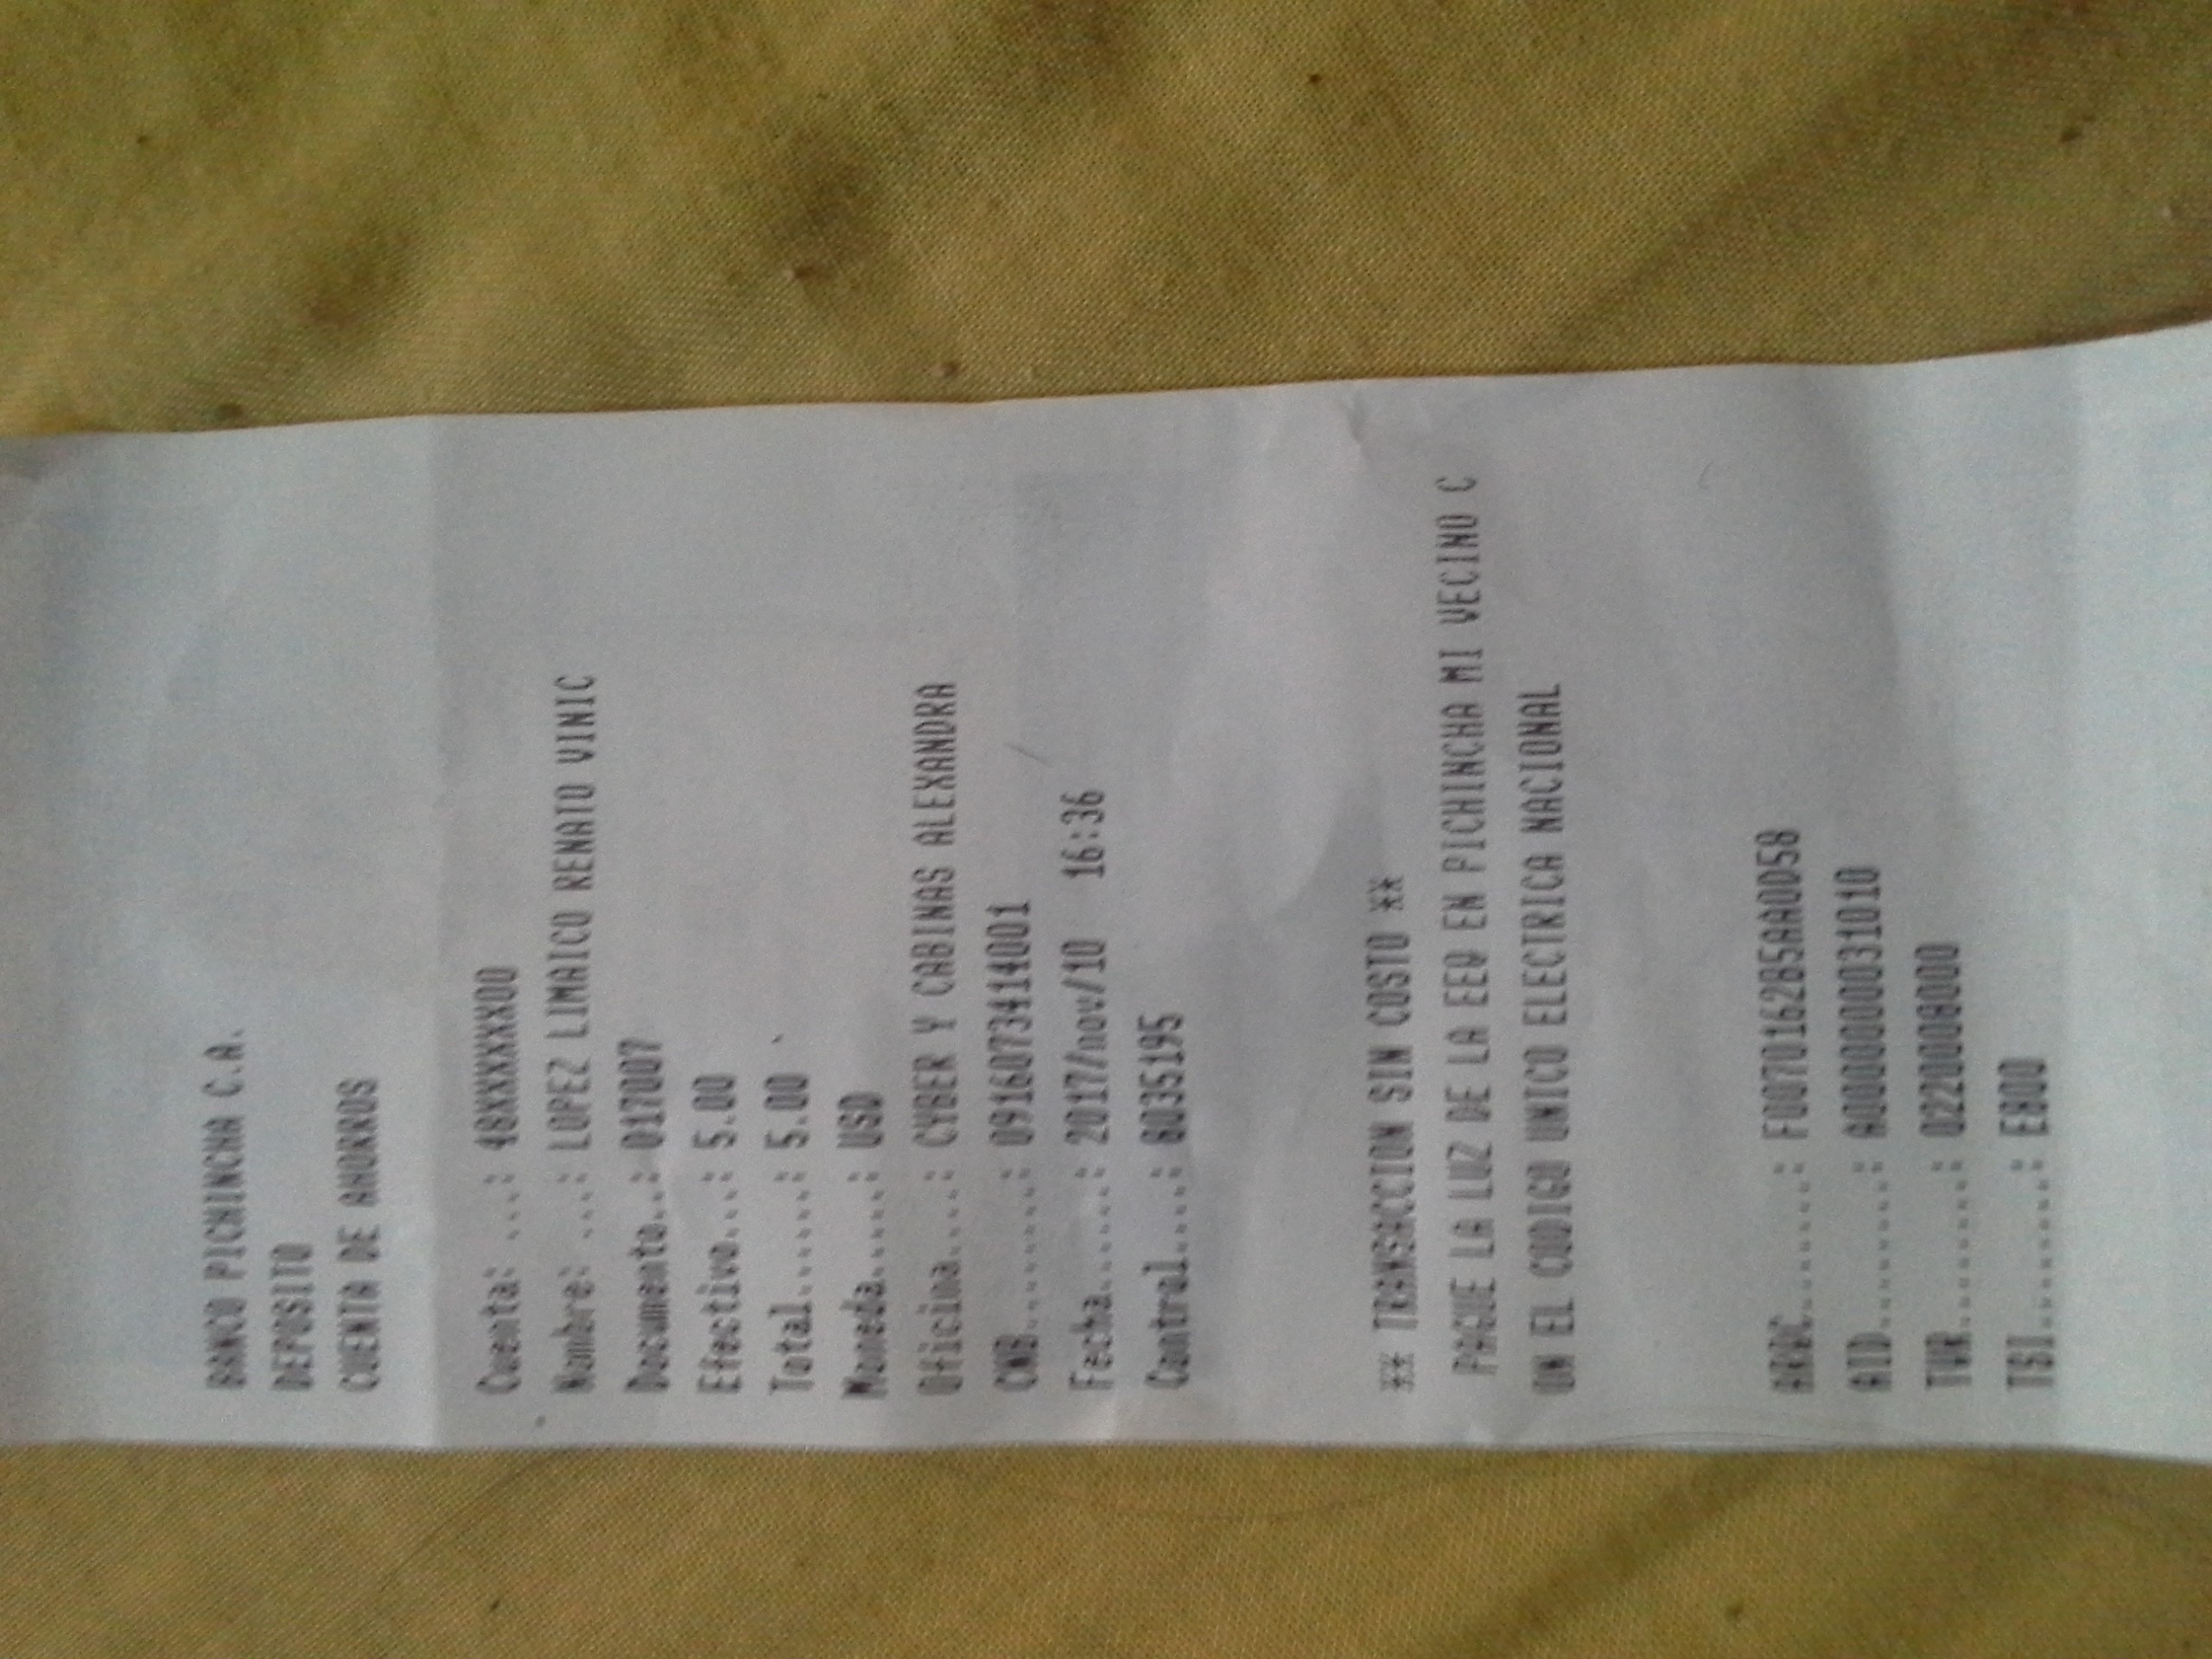 BANCO PICHINCHA C.A.
DEPOSITO
CUENTA DE AHORROS
Cuenta: ...: 48XXXXXX00
Nombre: ...: LOPEZ LIMAICO RENATO VINIC
Documento..: 017007
Efectivo...: 5.00
Total......: 5.00
Moneda.....: USD
Oficina....: CYBER Y CABINAS ALEXANDRA
CNB........: 0916073414001
Fecha......: 2017/nov/10 16:36
Control....: 6035195
** TRANSACCION SIN COSTO **
PAGUE LA LUZ DE LA EEQ EN PICHINCHA MI VECINO C
ON EL CODIGO UNICO ELECTRICA NACIONAL
ARQC.......: F0070162B5AA0D58
AID........: A0000000031010
TVR........: 0220008000
TSI........: E800